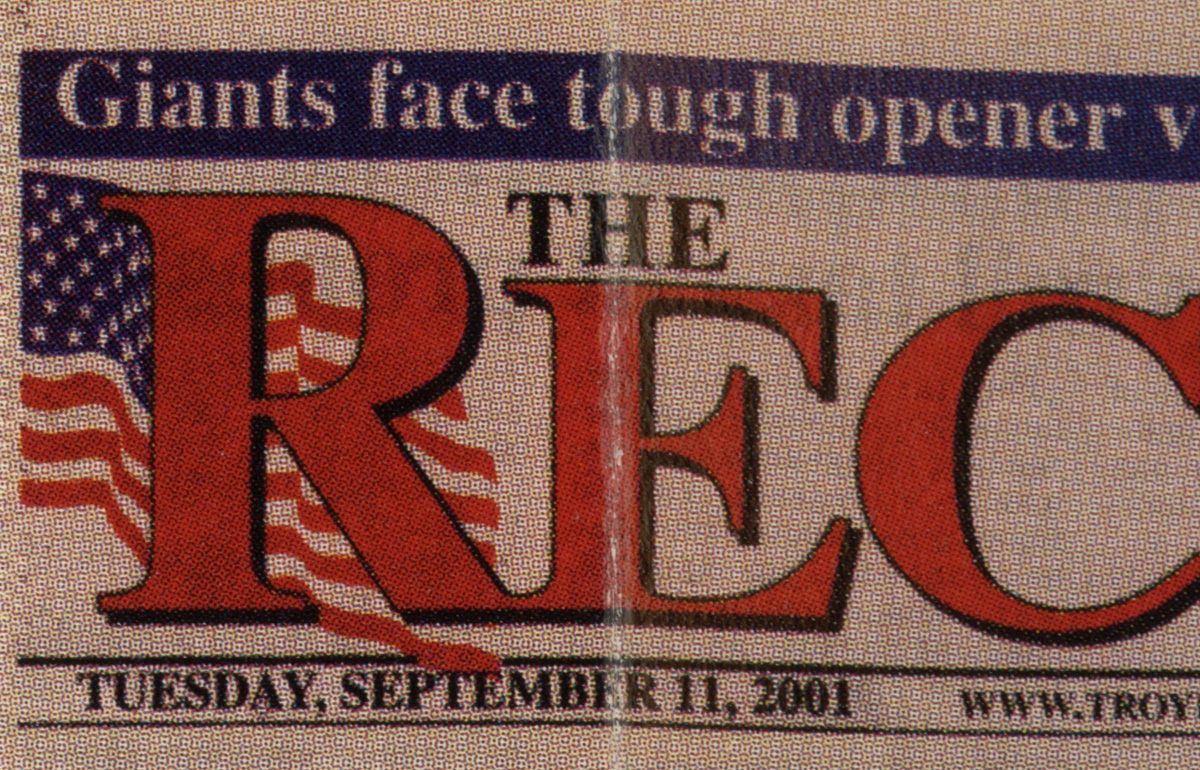 Giants face tough opener v
THE
REC
TUESDAY, SEPTEMBER 11, 2001 WWW.TROY